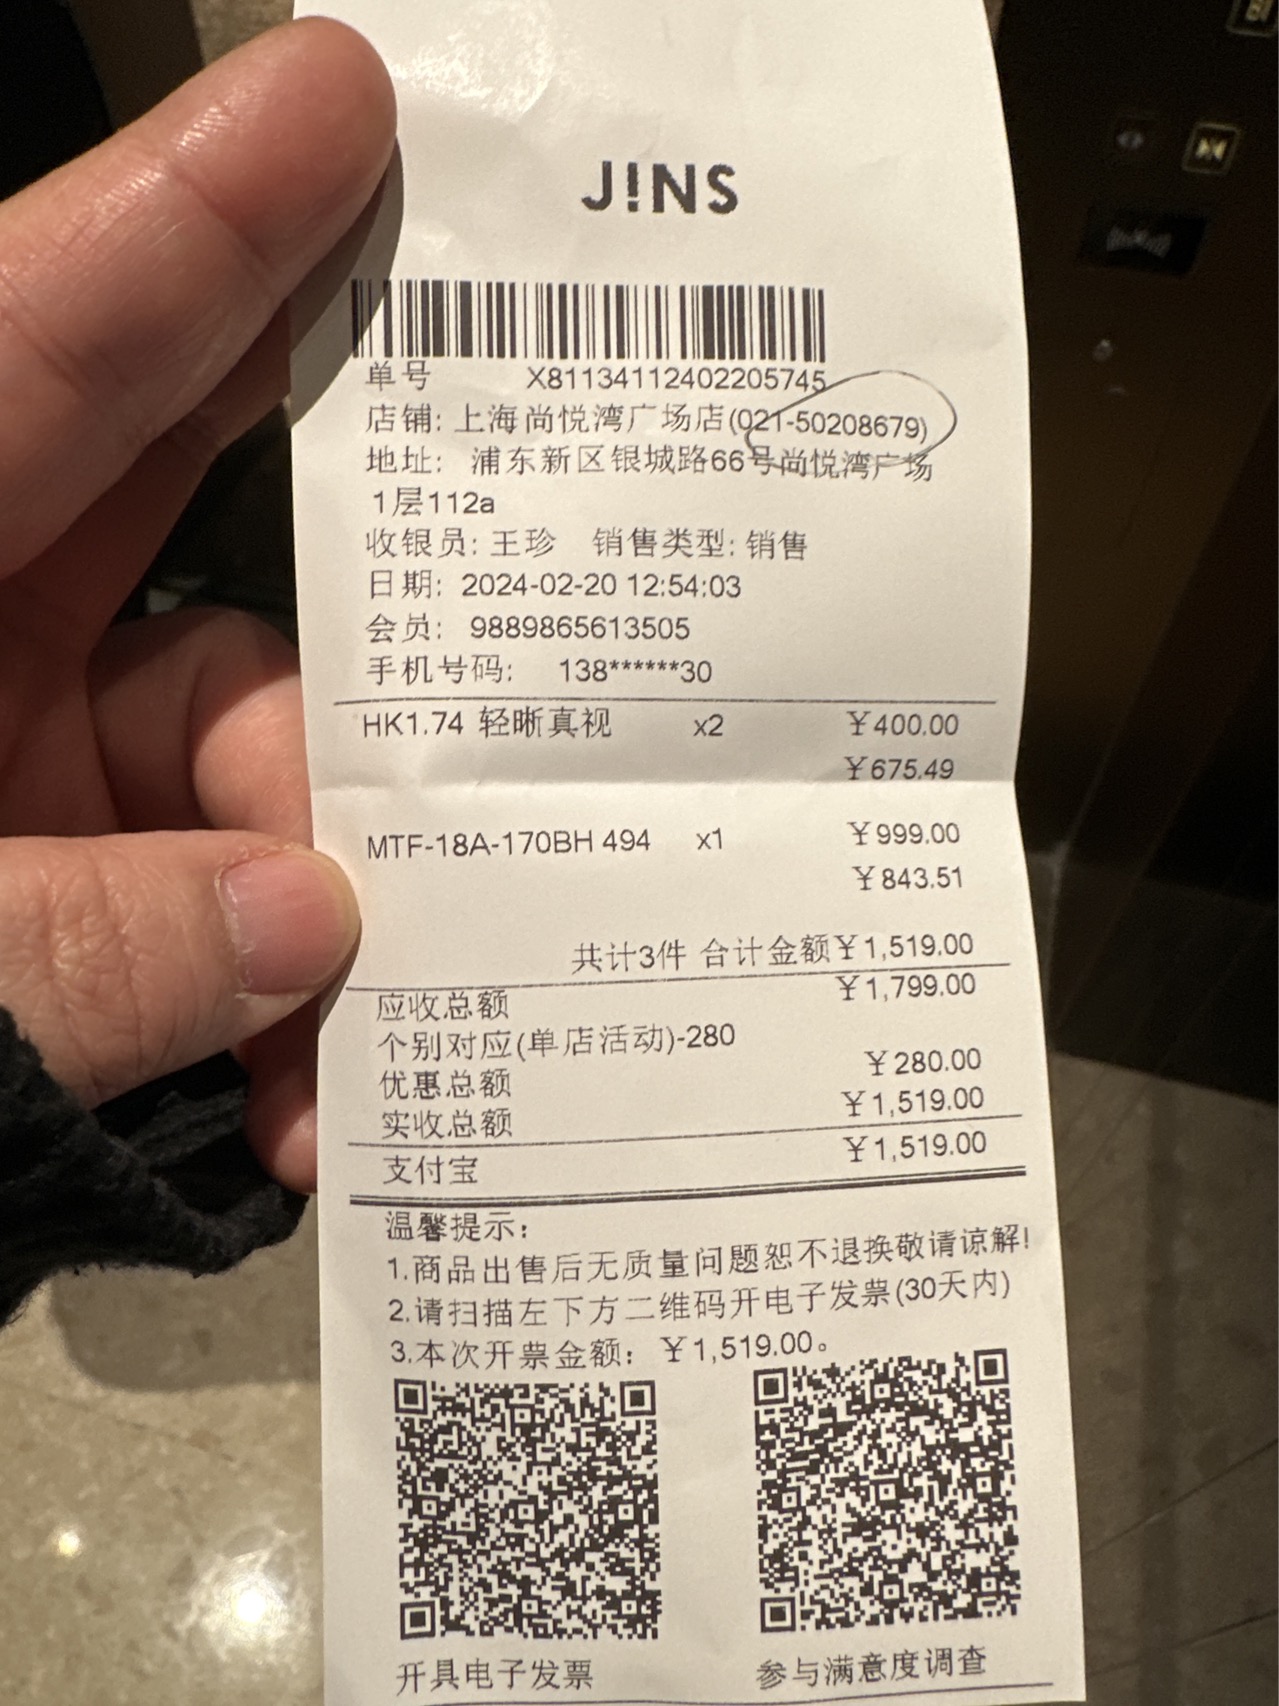 JINS
单号 X81134112402205745
店铺: 上海尚悦湾广场店(021-50208679)
地址: 浦东新区银城路66号尚悦湾广场
1层112a
收银员: 王珍 销售类型: 销售
日期: 2024-02-20 12:54:03
会员: 9889865613505
手机号码: 138******30
HK1.74 轻晰真视 x2 ￥400.00
￥675.49
MTF-18A-170BH 494 x1 ￥999.00
￥843.51
共计3件 合计金额￥1,519.00
应收总额 ￥1,799.00
个别对应(单店活动)-280
优惠总额 ￥280.00
实收总额 ￥1,519.00
支付宝 ￥1,519.00
温馨提示:
1.商品出售后无质量问题恕不退换敬请谅解!
2.请扫描左下方二维码开电子发票(30天内)
3.本次开票金额: ￥1,519.00。
开具电子发票 参与满意度调查